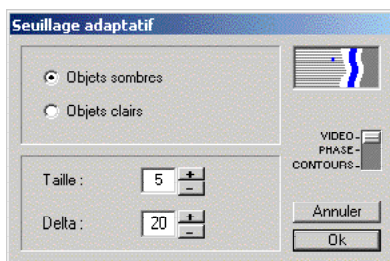 Seuillage adaptatif
Objets sombres
Objets clairs
VIDEO
PHASE
CONTOURS
Taille : 5 + -
Delta : 20 + -
Annuler
Ok